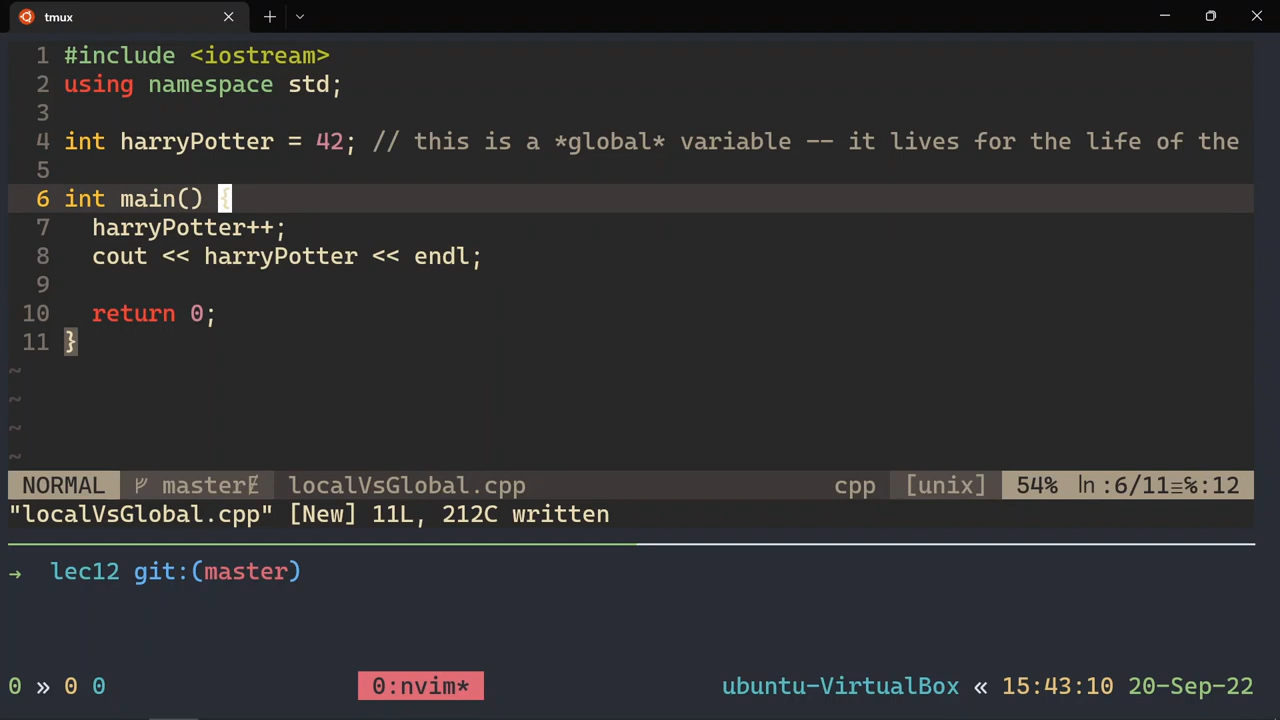 tmux
1 #include <iostream>
2 using namespace std;
3
4 int harryPotter = 42; // this is a *global* variable -- it lives for the life of the
5
6 int main() {
7 harryPotter++;
8 cout << harryPotter << endl;
9
10 return 0;
11 }
~
~
~
~
NORMAL master localVsGlobal.cpp cpp [unix] 54% ln :6/11≡℅:12
"localVsGlobal.cpp" [New] 11L, 212C written
→ lec12 git:(master)
0 » 0 0 0:nvim* ubuntu-VirtualBox « 15:43:10 20-Sep-22